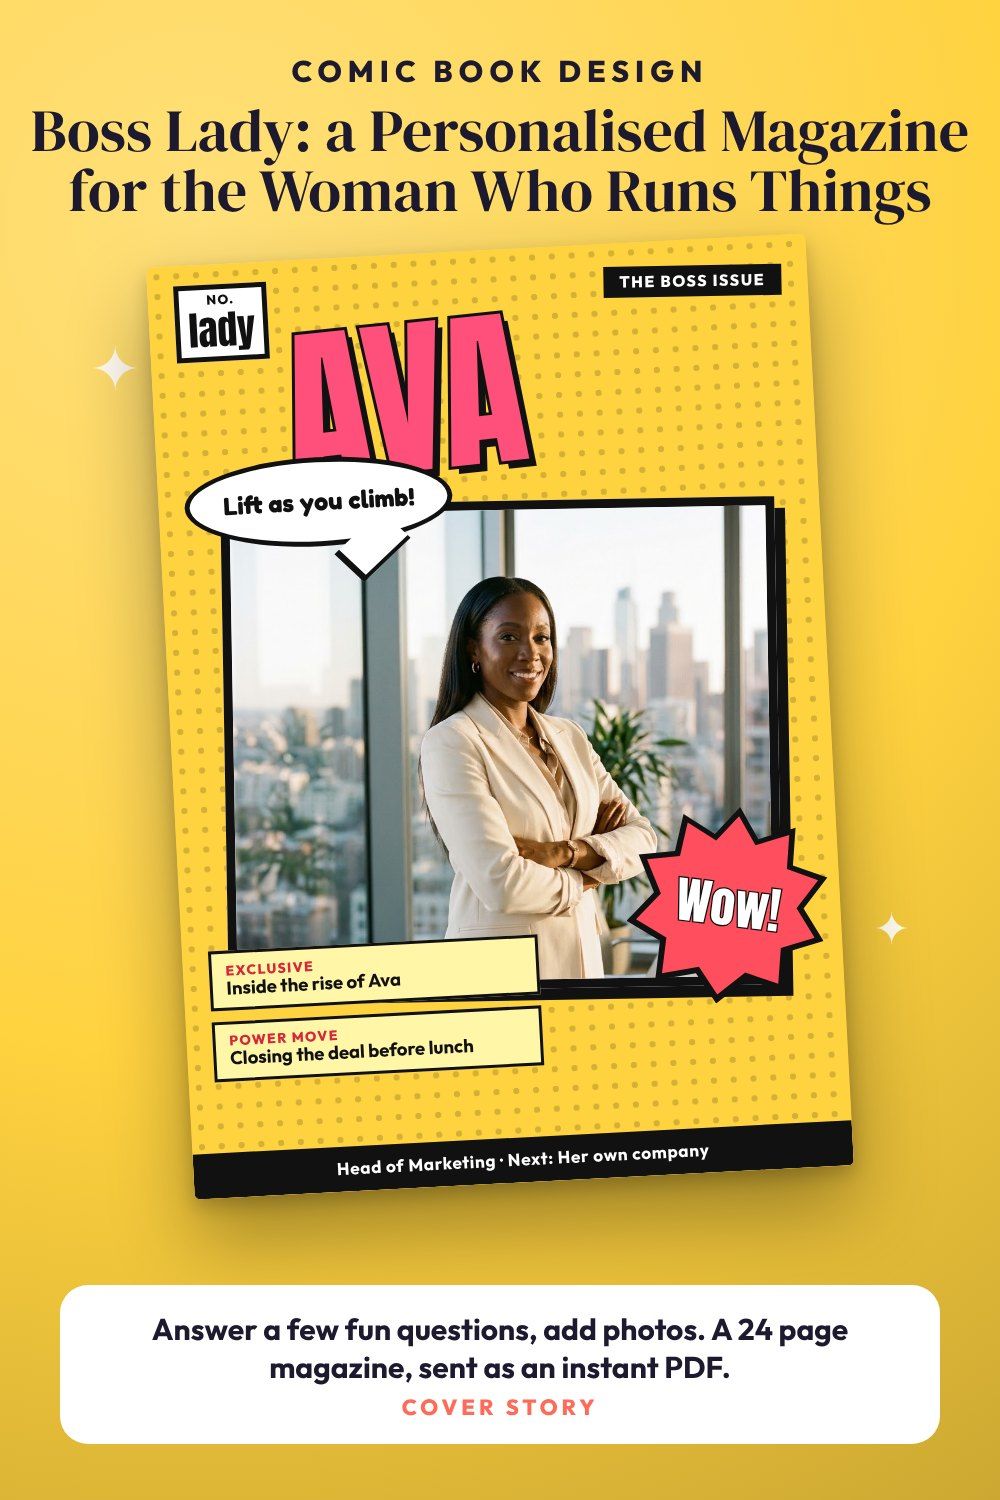 COMIC BOOK DESIGN
Boss Lady: a Personalised Magazine
for the Woman Who Runs Things
NO.
lady
THE BOSS ISSUE
AVA
Lift as you climb!
Wow!
EXCLUSIVE
Inside the rise of Ava
POWER MOVE
Closing the deal before lunch
Head of Marketing · Next: Her own company
Answer a few fun questions, add photos. A 24 page
magazine, sent as an instant PDF.
COVER STORY